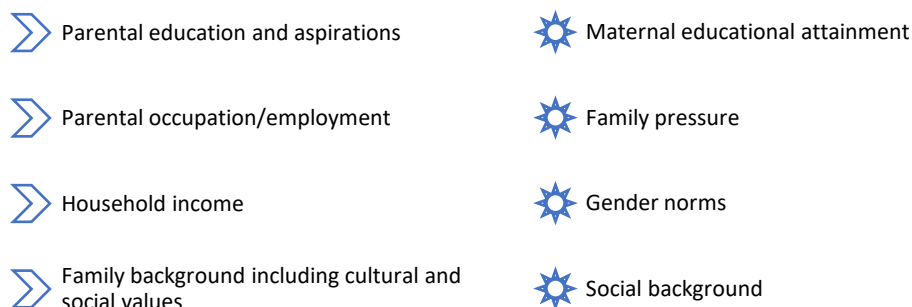 Parental education and aspirations
Parental occupation/employment
Household income
Family background including cultural and
social values
Maternal educational attainment
Family pressure
Gender norms
Social background